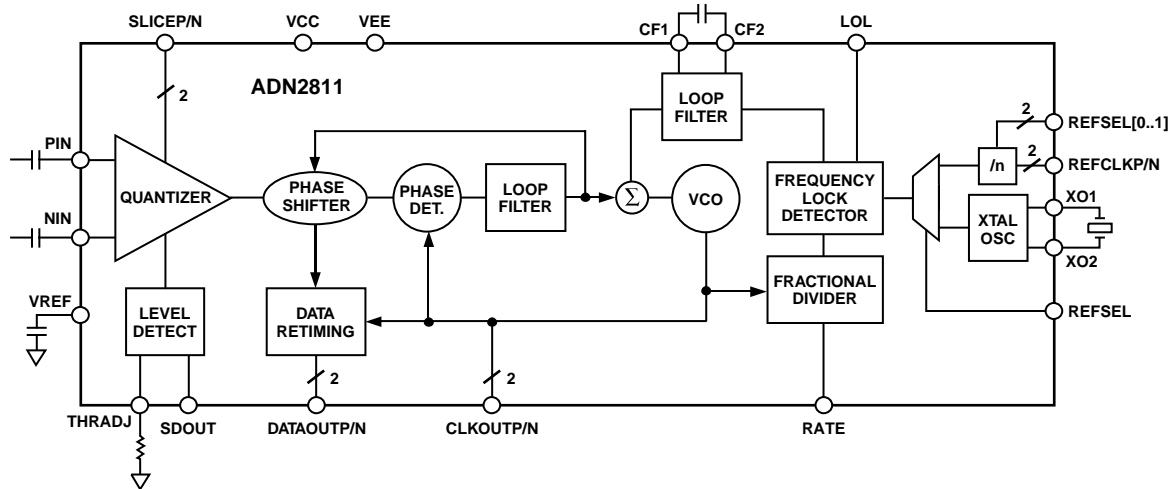 SLICEP/N
VCC
VEE
CF1
CF2
LOL
2
ADN2811
LOOP
FILTER
2
REFSEL[0..1]
PIN
/n
2
REFCLKP/N
QUANTIZER
PHASE
SHIFTER
PHASE
DET.
LOOP
FILTER
Σ
VCO
FREQUENCY
LOCK
DETECTOR
XTAL
OSC
XO1
XO2
NIN
VREF
LEVEL
DETECT
DATA
RETIMING
FRACTIONAL
DIVIDER
REFSEL
2
2
THRADJ
SDOUT
DATAOUTP/N
CLKOUTP/N
RATE